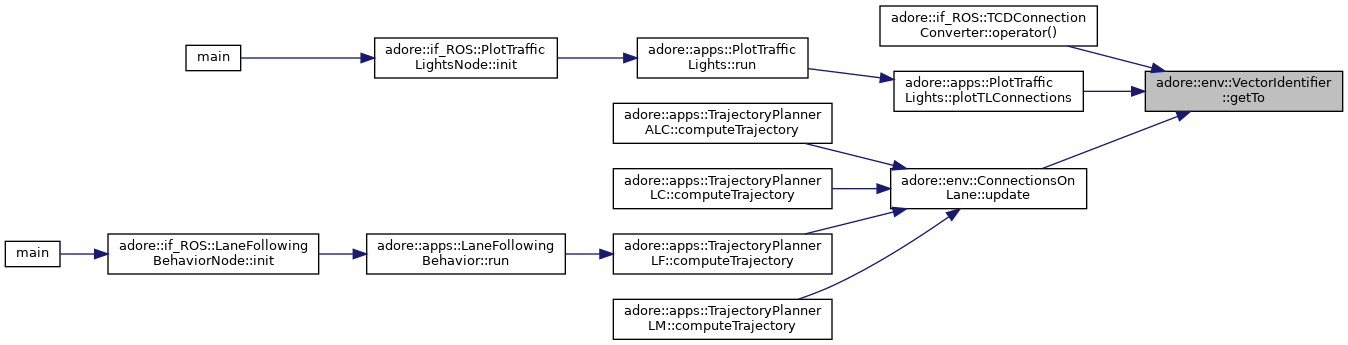 adore::if_ROS::TCDConnection
Converter::operator()
main
adore::if_ROS::PlotTraffic
LightsNode::init
adore::apps::PlotTraffic
Lights::run
adore::apps::PlotTraffic
Lights::plotTLConnections
adore::env::VectorIdentifier
::getTo
adore::apps::TrajectoryPlanner
ALC::computeTrajectory
adore::apps::TrajectoryPlanner
LC::computeTrajectory
adore::env::ConnectionsOn
Lane::update
main
adore::if_ROS::LaneFollowing
BehaviorNode::init
adore::apps::LaneFollowing
Behavior::run
adore::apps::TrajectoryPlanner
LF::computeTrajectory
adore::apps::TrajectoryPlanner
LM::computeTrajectory